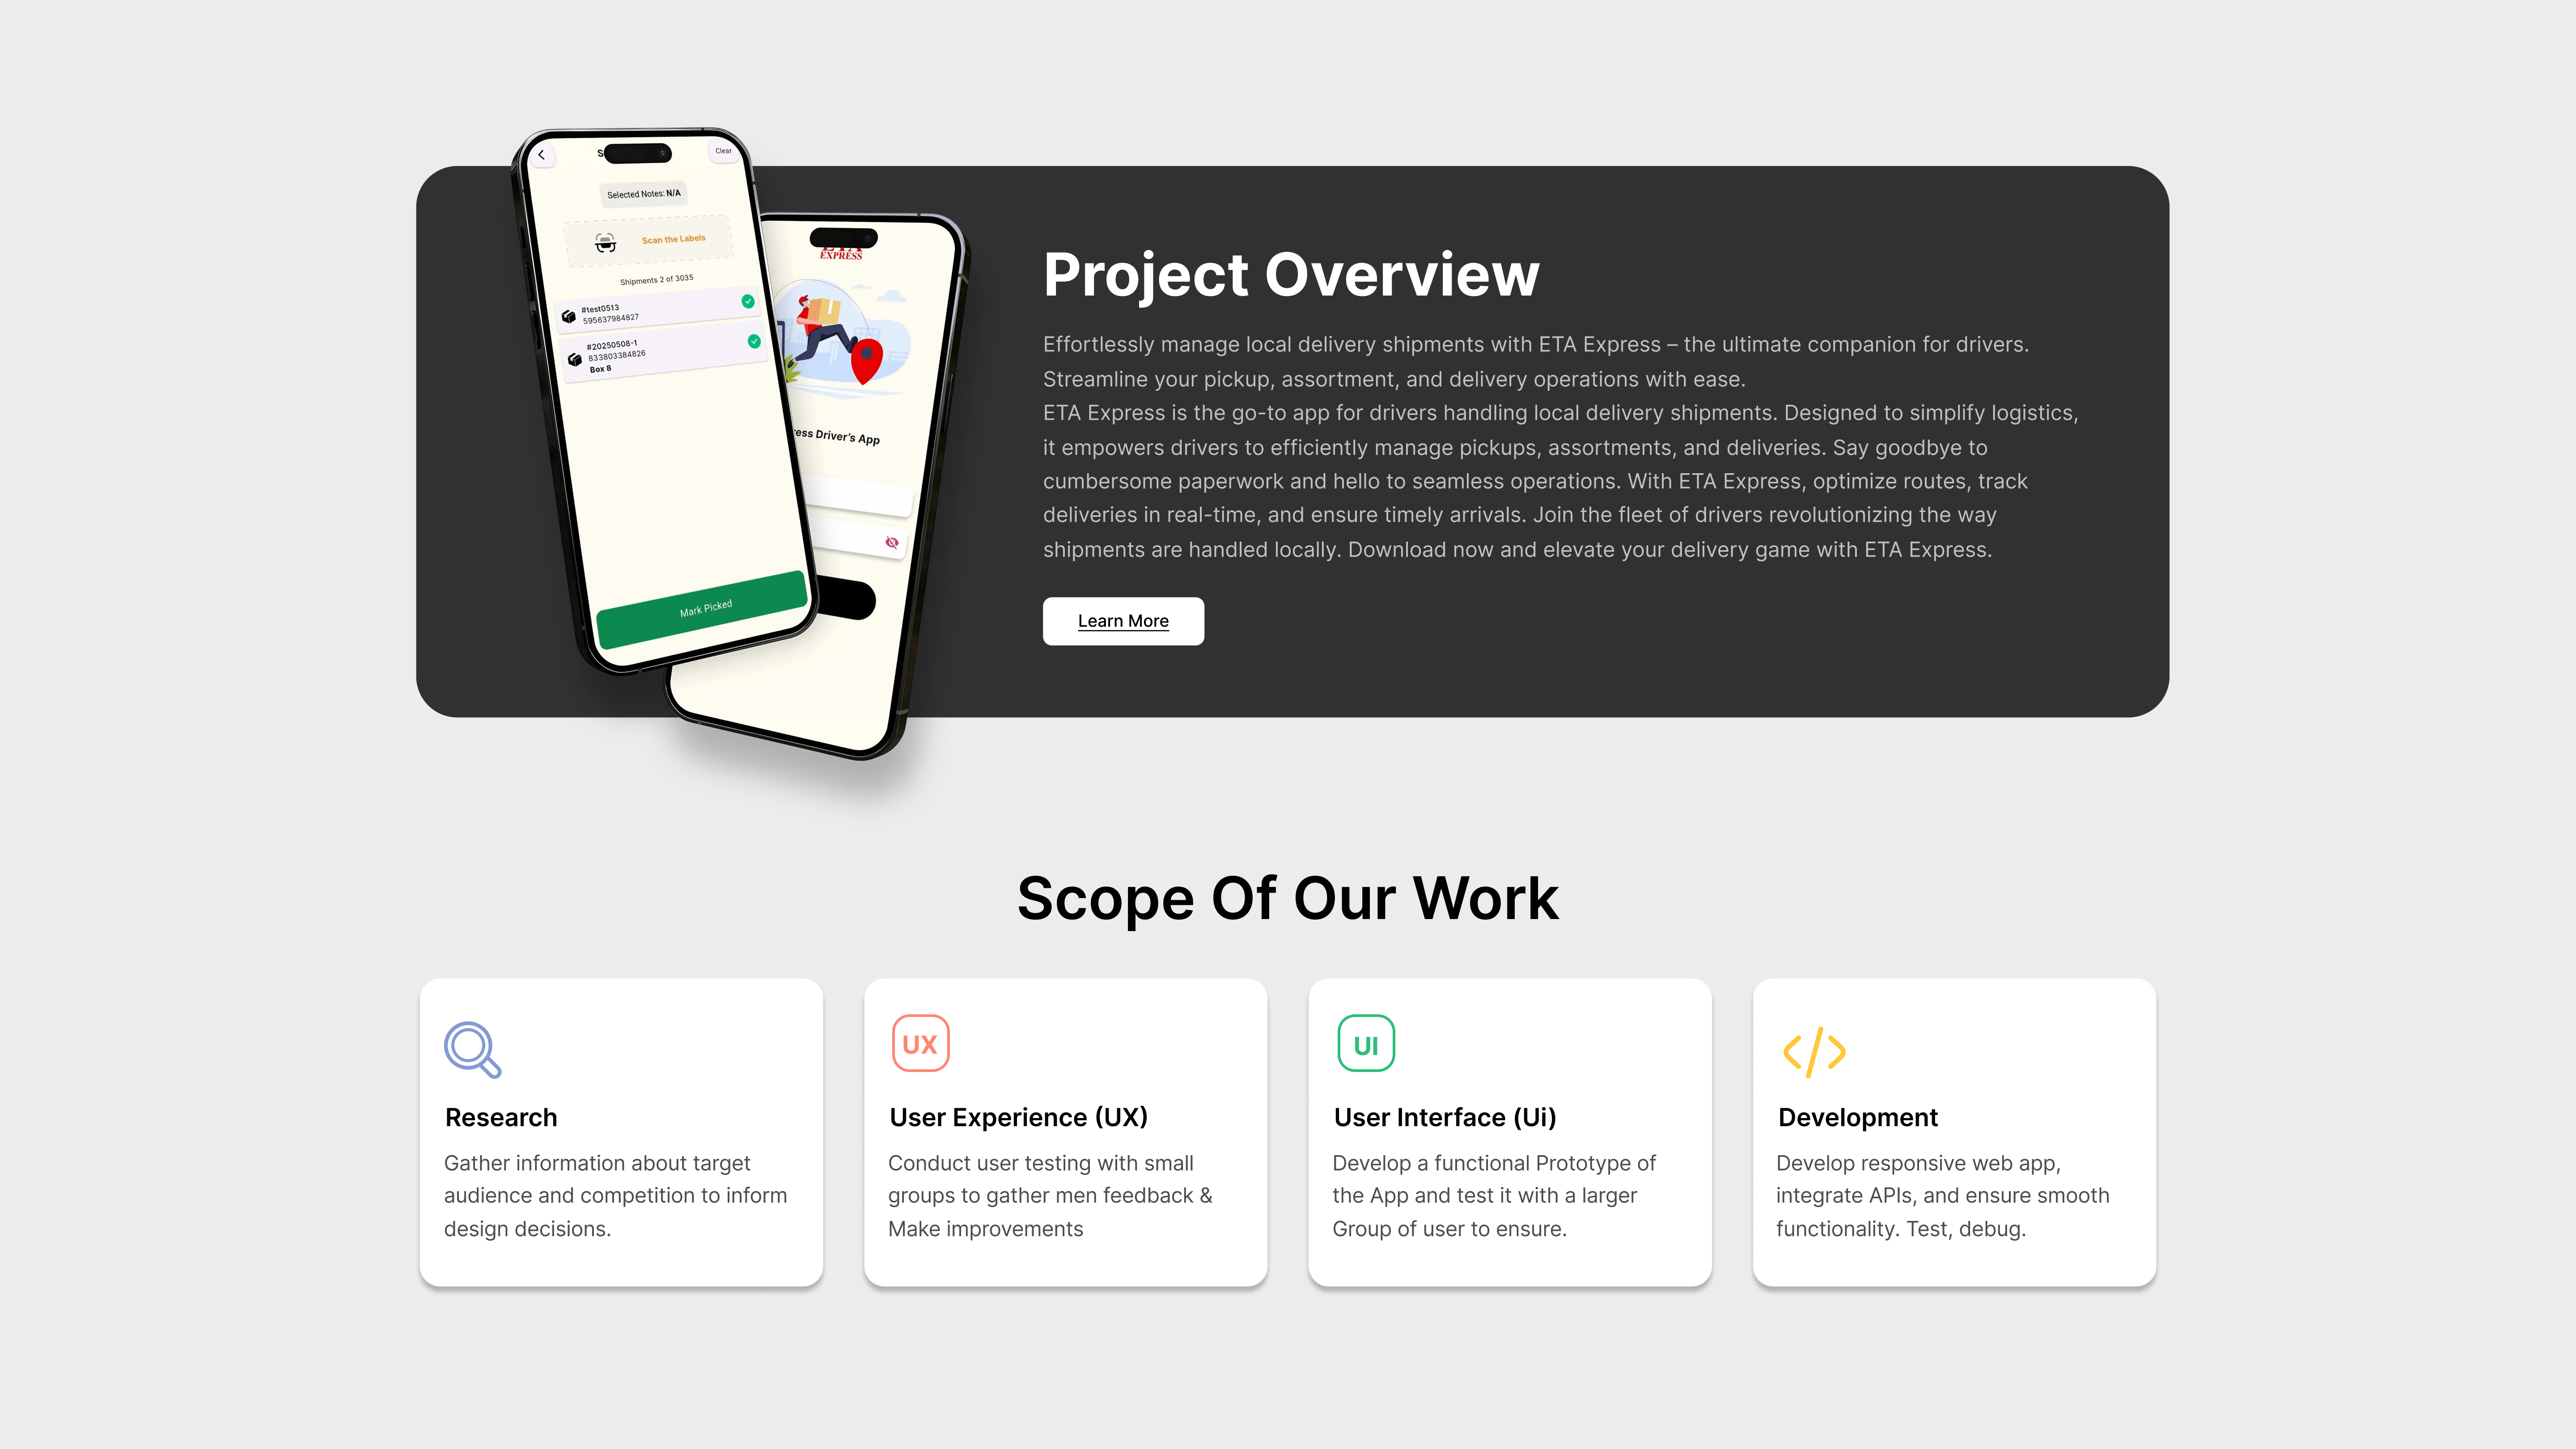 Clear
Selected Notes: N/A
Scan the Labels
Shipments 2 of 3035
#test0513
595637984827
#20250508-1
833803384826
Box 8
Mark Picked
EXPRESS
Driver's App
Project Overview
Effortlessly manage local delivery shipments with ETA Express – the ultimate companion for drivers.
Streamline your pickup, assortment, and delivery operations with ease.
ETA Express is the go-to app for drivers handling local delivery shipments. Designed to simplify logistics,
it empowers drivers to efficiently manage pickups, assortments, and deliveries. Say goodbye to
cumbersome paperwork and hello to seamless operations. With ETA Express, optimize routes, track
deliveries in real-time, and ensure timely arrivals. Join the fleet of drivers revolutionizing the way
shipments are handled locally. Download now and elevate your delivery game with ETA Express.
Learn More
Scope Of Our Work
Research
Gather information about target
audience and competition to inform
design decisions.
UX
User Experience (UX)
Conduct user testing with small
groups to gather men feedback &
Make improvements
UI
User Interface (Ui)
Develop a functional Prototype of
the App and test it with a larger
Group of user to ensure.
Development
Develop responsive web app,
integrate APIs, and ensure smooth
functionality. Test, debug.